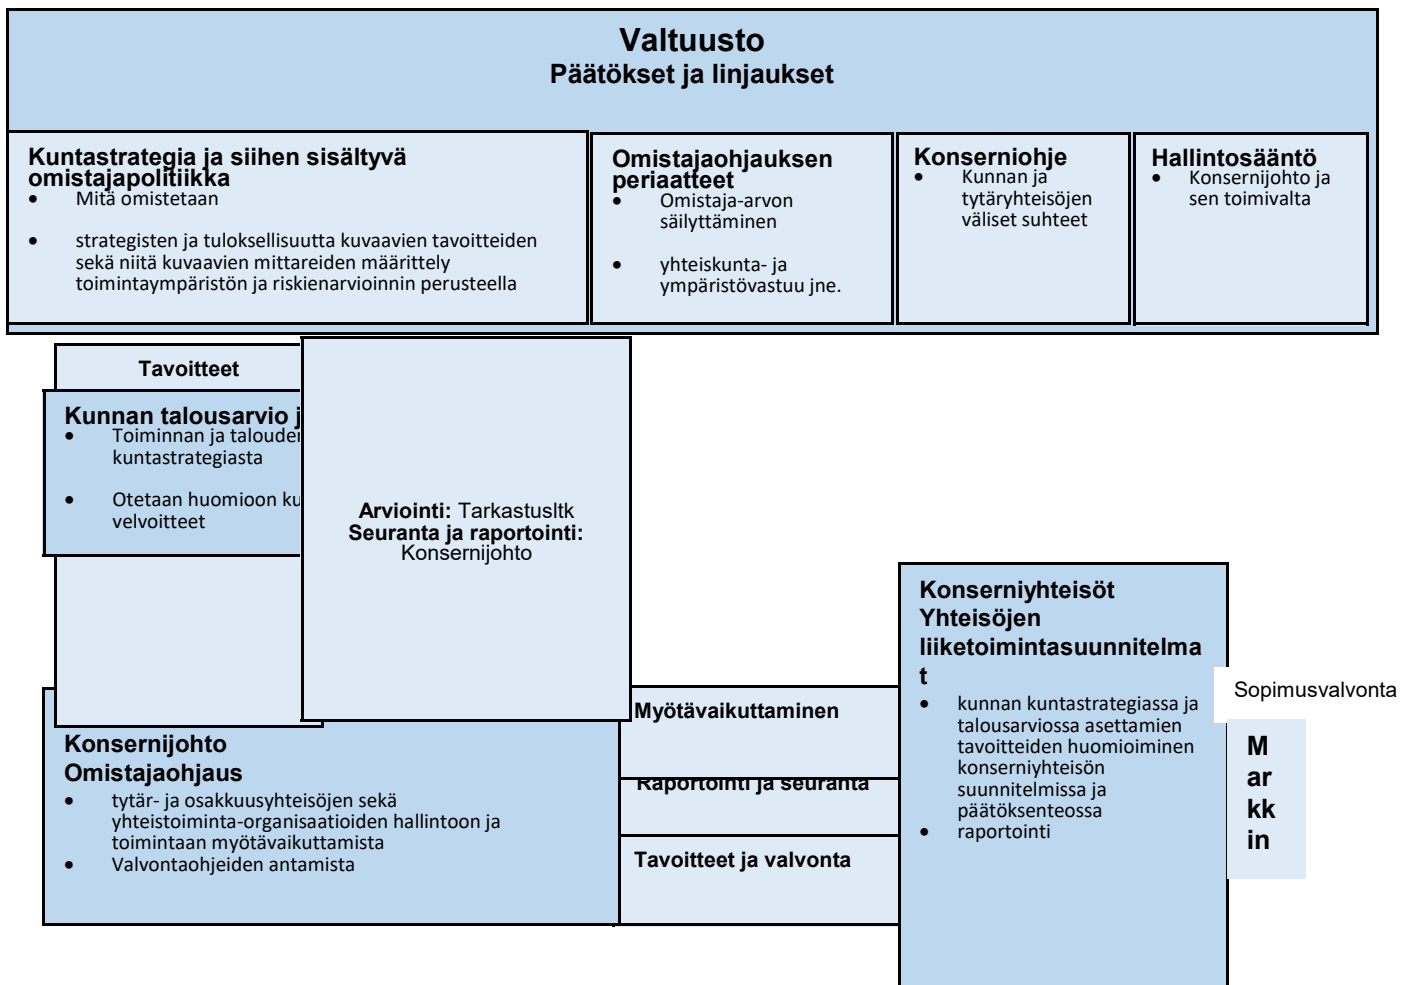 Valtuusto
Päätökset ja linjaukset
Kuntastrategia ja siihen sisältyvä
omistajapolitiikka
• Mitä omistetaan
• strategisten ja tuloksellisuutta kuvaavien tavoitteiden
sekä niitä kuvaavien mittareiden määrittely
toimintaympäristön ja riskienarvioinnin perusteella
Omistajaohjauksen
periaatteet
• Omistaja-arvon
säilyttäminen
• yhteiskunta- ja
ympäristövastuu jne.
Konserniohje
• Kunnan ja
tytäryhteisöjen
väliset suhteet
Hallintosääntö
• Konsernijohto ja
sen toimivalta
Tavoitteet
Kunnan talousarvio j
• Toiminnan ja talouden
kuntastrategiasta
• Otetaan huomioon ku
velvoitteet
Arviointi: Tarkastusltk
Seuranta ja raportointi:
Konsernijohto
Konsernijohto
Omistajaohjaus
• tytär- ja osakkuusyhteisöjen sekä
yhteistoiminta-organisaatioiden hallintoon ja
toimintaan myötävaikuttamista
• Valvontaohjeiden antamista
Myötävaikuttaminen
Raportointi ja seuranta
Tavoitteet ja valvonta
Konserniyhteisöt
Yhteisöjen
liiketoimintasuunnitelma
t
• kunnan kuntastrategiassa ja
talousarviossa asettamien
tavoitteiden huomioiminen
konserniyhteisön
suunnitelmissa ja
päätöksenteossa
• raportointi
Sopimusvalvonta
M
ar
kk
in